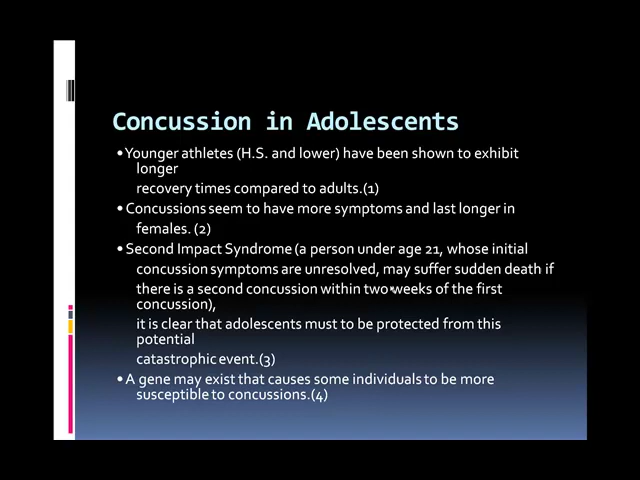 Concussion in Adolescents
•Younger athletes (H.S. and lower) have been shown to exhibit
longer
recovery times compared to adults.(1)
•Concussions seem to have more symptoms and last longer in
females. (2)
•Second Impact Syndrome (a person under age 21, whose initial
concussion symptoms are unresolved, may suffer sudden death if
there is a second concussion within two weeks of the first
concussion),
it is clear that adolescents must to be protected from this
potential
catastrophic event.(3)
•A gene may exist that causes some individuals to be more
susceptible to concussions.(4)